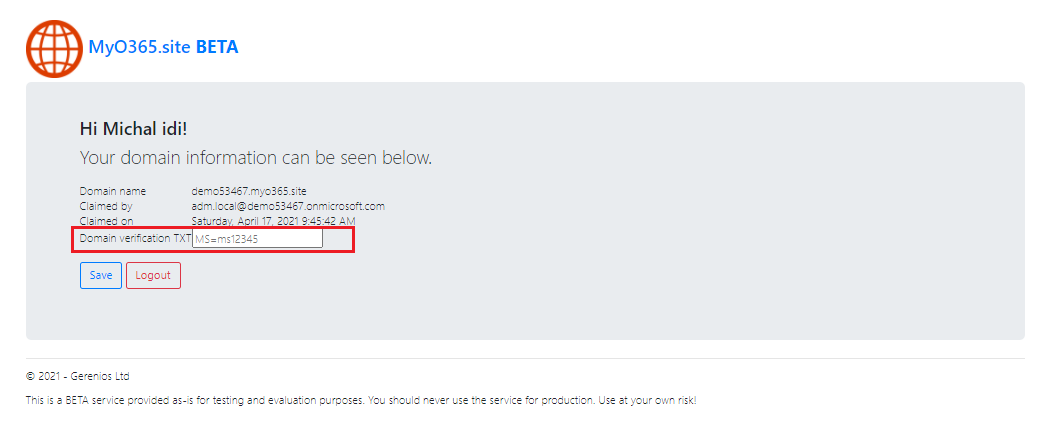 MyO365.site BETA
Hi Michal idi!
Your domain information can be seen below.
Domain name demo53467.myo365.site
Claimed by adm.local@demo53467.onmicrosoft.com
Claimed on Saturday, April 17, 2021 9:45:42 AM
Domain verification TXT MS=ms12345
Save Logout
© 2021 - Gerenios Ltd
This is a BETA service provided as-is for testing and evaluation purposes. You should never use the service for production. Use at your own risk!